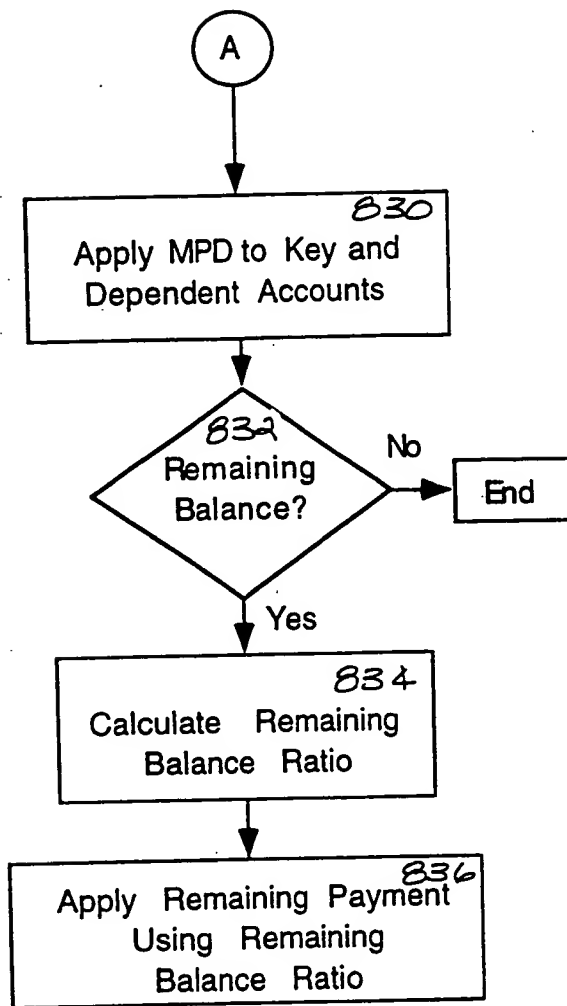 A
830
Apply MPD to Key and
Dependent Accounts
832
Remaining
Balance?
No
End
Yes
834
Calculate Remaining
Balance Ratio
836
Apply Remaining Payment
Using Remaining
Balance Ratio